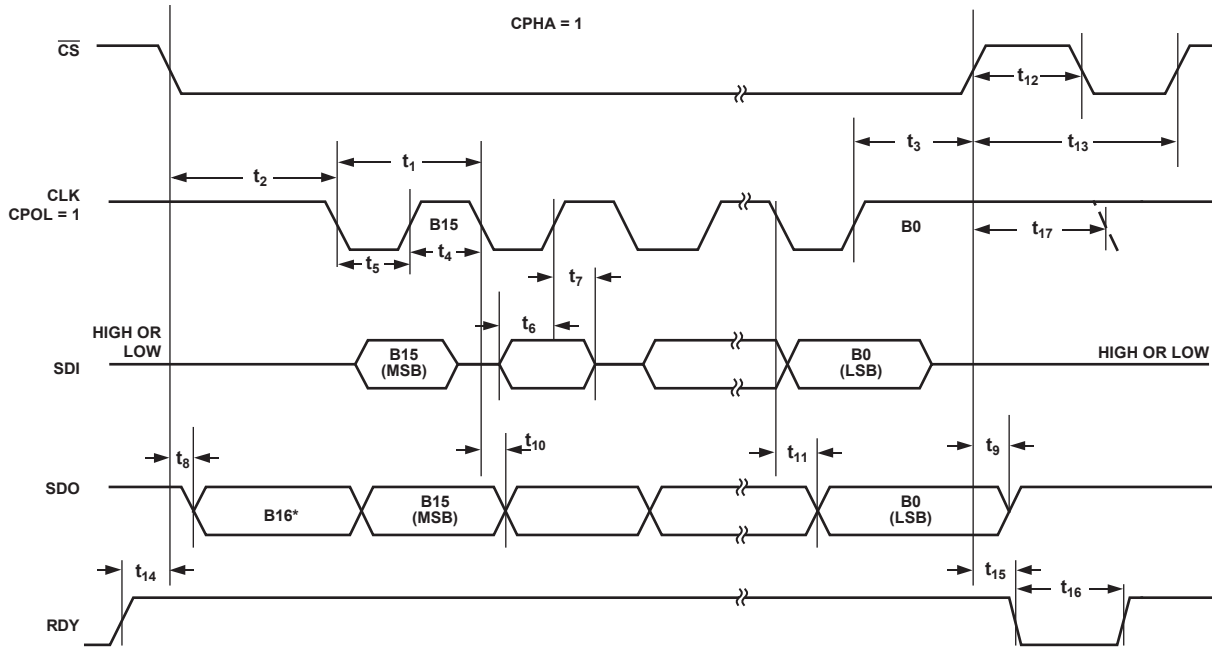 CPHA = 1
CS
t12
t3
t13
t1
t2
CLK
CPOL = 1
B15
B0
t17
t4
t5
t7
t6
HIGH OR
LOW
SDI
B15
(MSB)
B0
(LSB)
HIGH OR LOW
t8
t10
t11
t9
SDO
B16*
B15
(MSB)
B0
(LSB)
t14
t15
t16
RDY